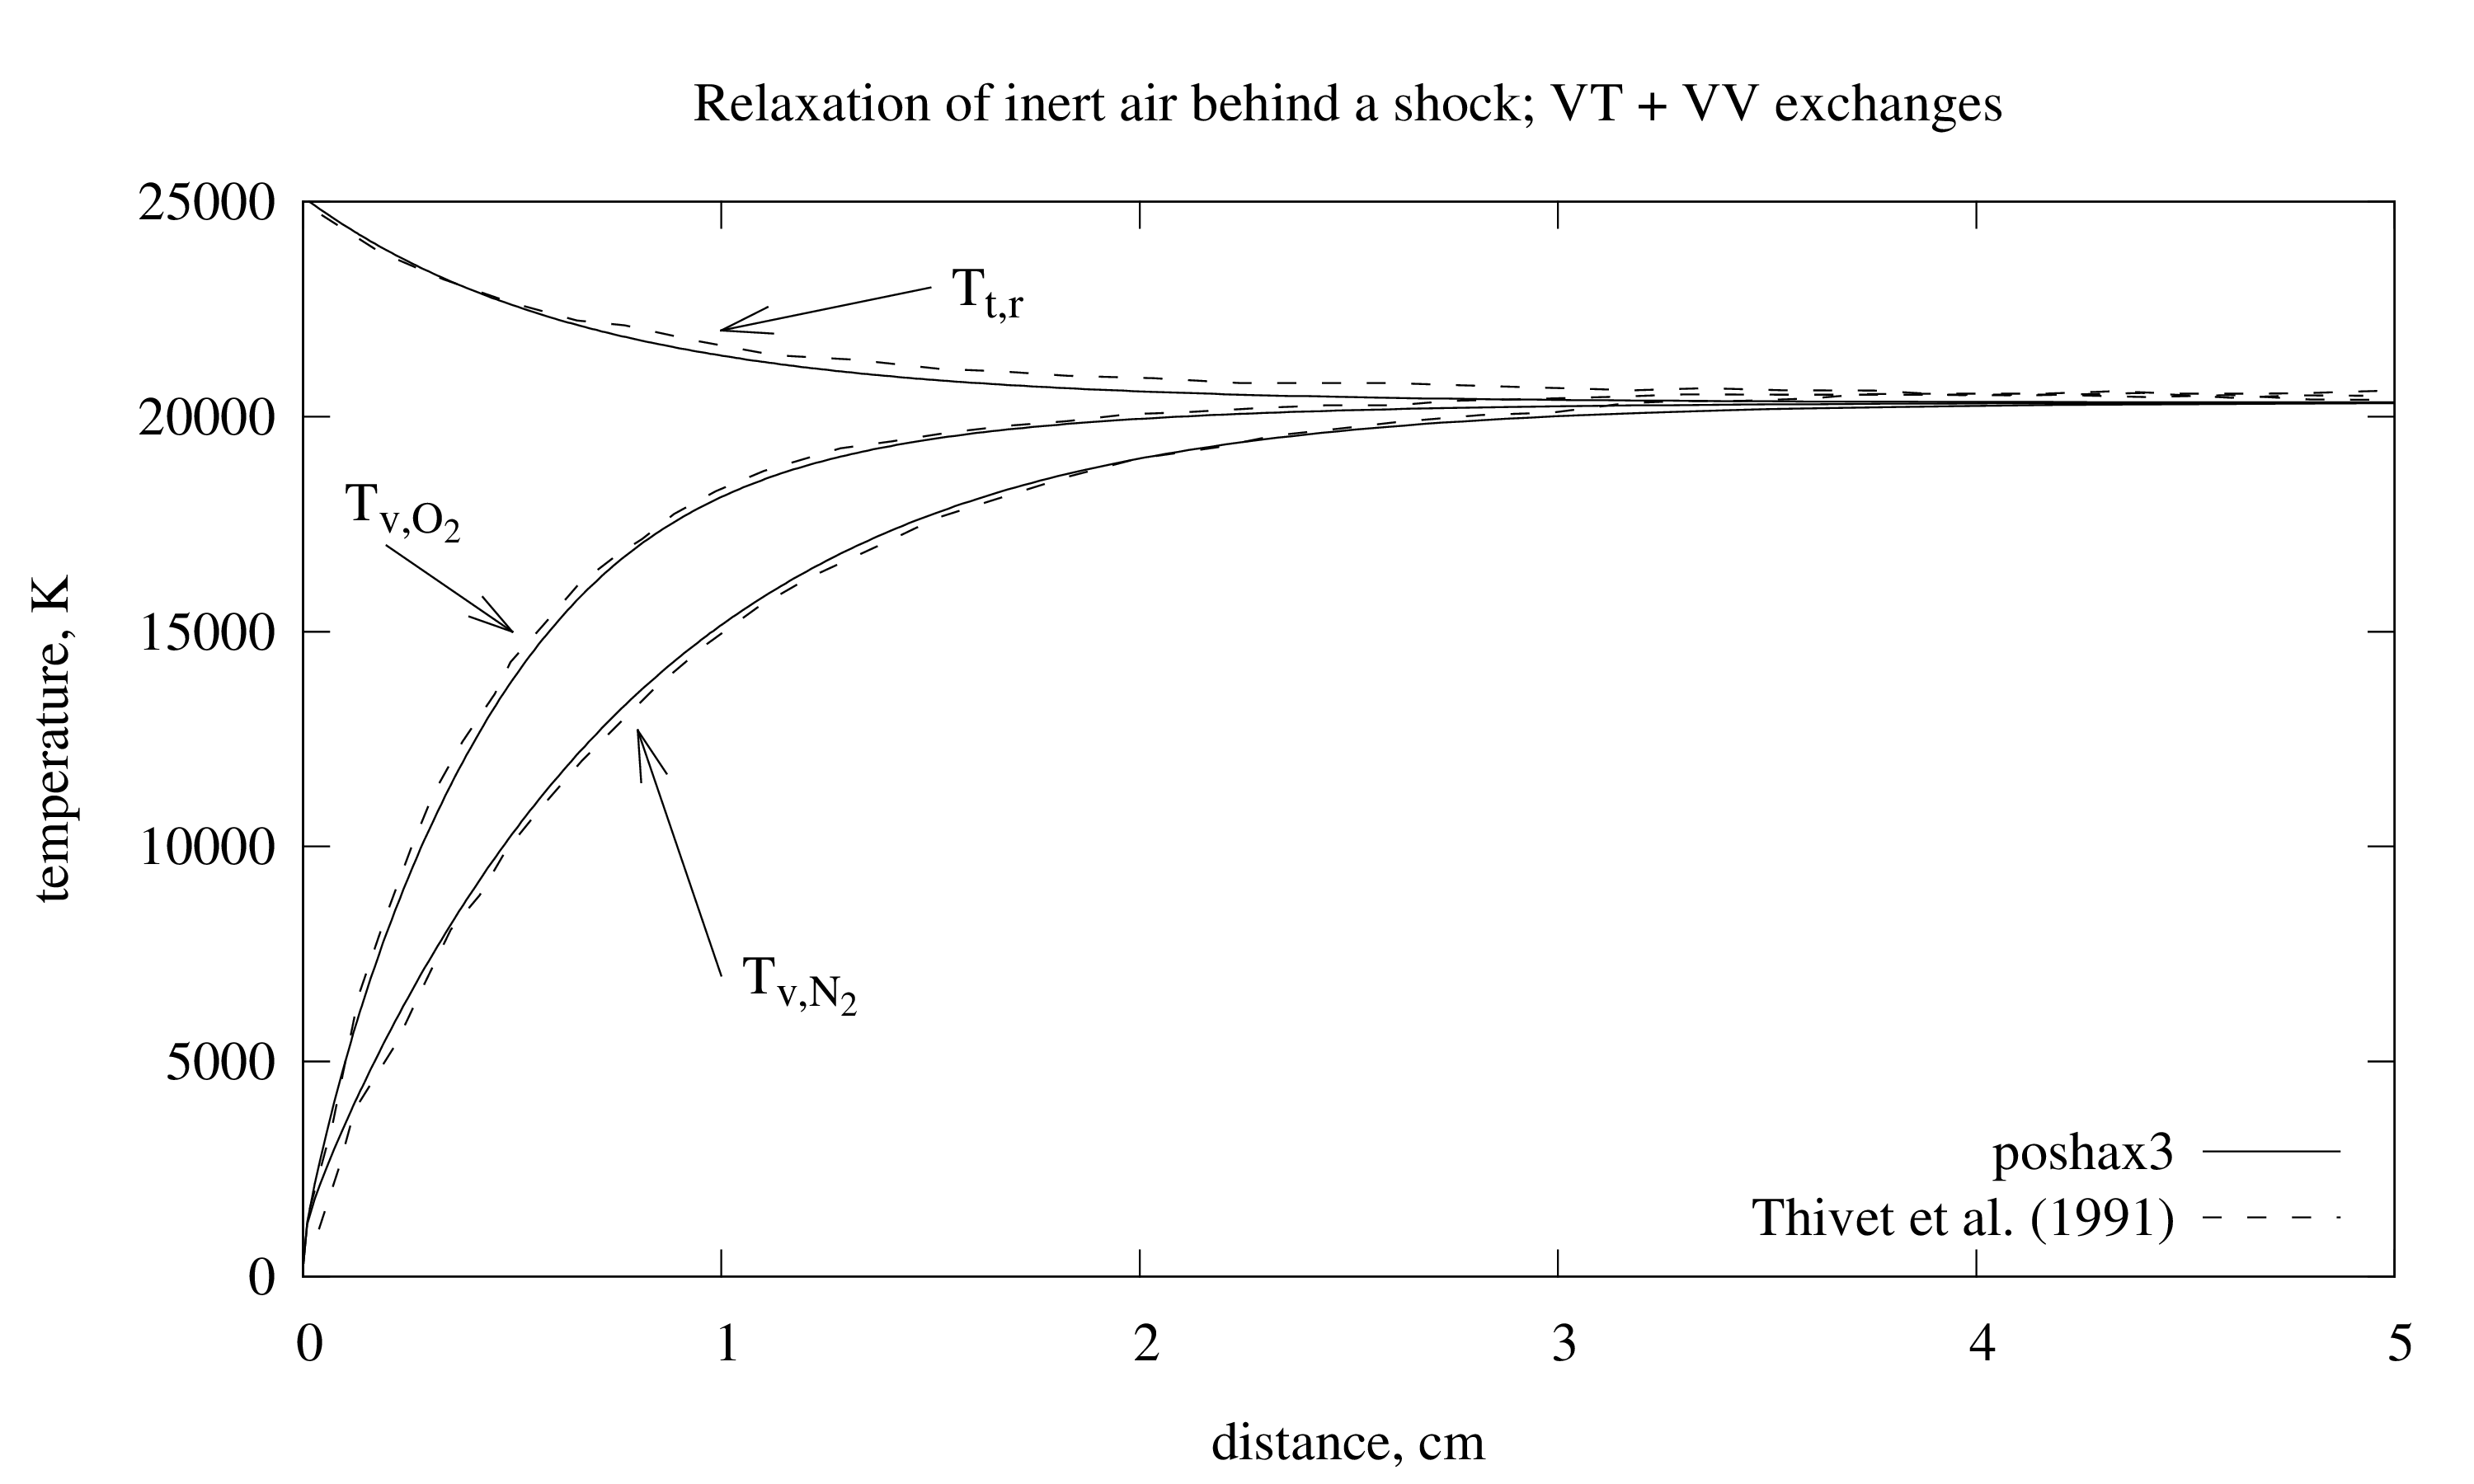 Relaxation of inert air behind a shock; VT + VV exchanges
25000
20000
15000
10000
5000
0
temperature, K
T_{t,r}
T_{v,O_2}
T_{v,N_2}
poshax3
Thivet et al. (1991)
0 1 2 3 4 5
distance, cm